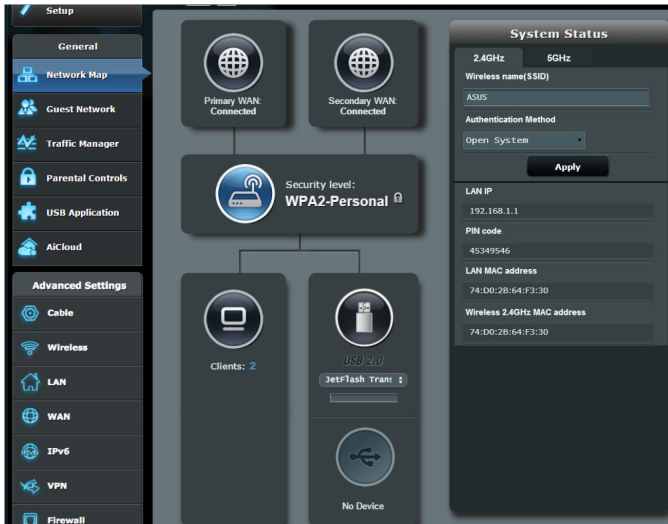 Setup
General
Network Map
Guest Network
Traffic Manager
Parental Controls
USB Application
AiCloud
Advanced Settings
Cable
Wireless
LAN
WAN
IPv6
VPN
Firewall
Primary WAN:
Connected
Secondary WAN:
Connected
Security level:
WPA2-Personal
Clients: 2
USB 2.0
JetFlash Trans
No Device
System Status
2.4GHz 5GHz
Wireless name(SSID)
ASUS
Authentication Method
Open System
Apply
LAN IP
192.168.1.1
PIN code
45349546
LAN MAC address
74:D0:2B:64:F3:30
Wireless 2.4GHz MAC address
74:D0:2B:64:F3:30